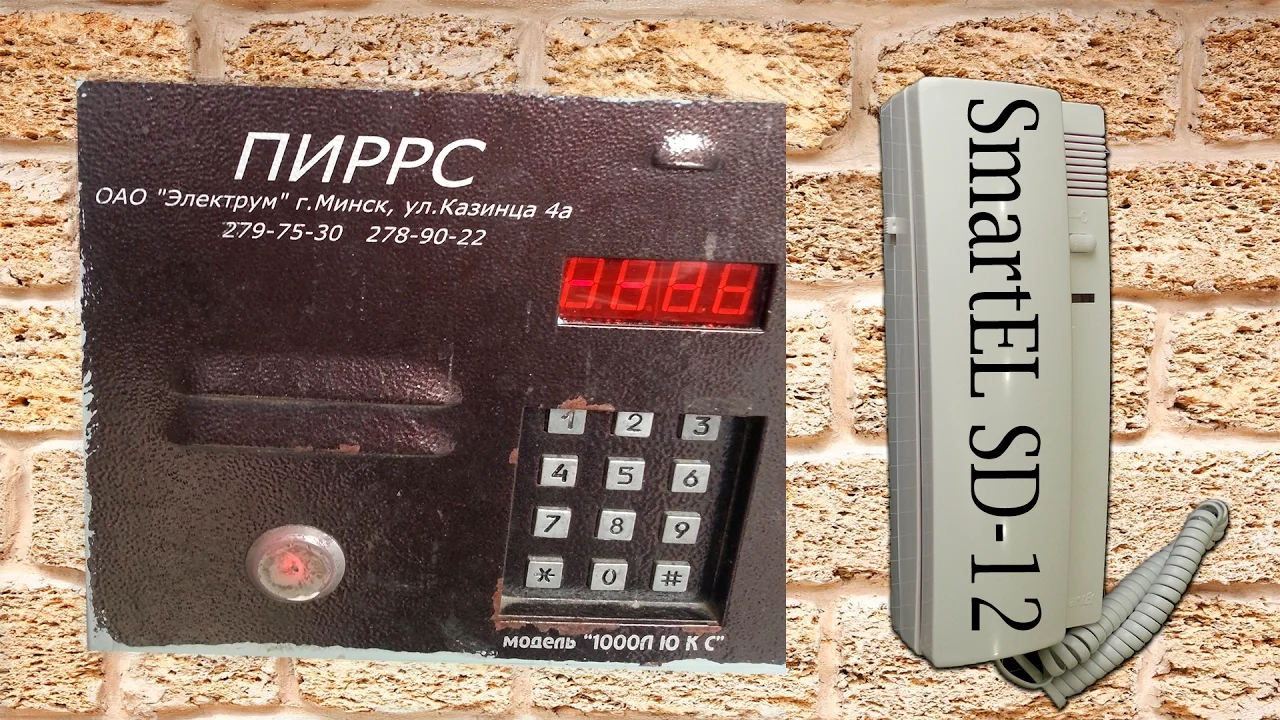 ПИРРС
ОАО "Электрум" г.Минск, ул.Казинца 4а
279-75-30 278-90-22
1 2 3
4 5 6
7 8 9
* 0 #
модель "1000Л Ю К С"
SmartEL SD-12